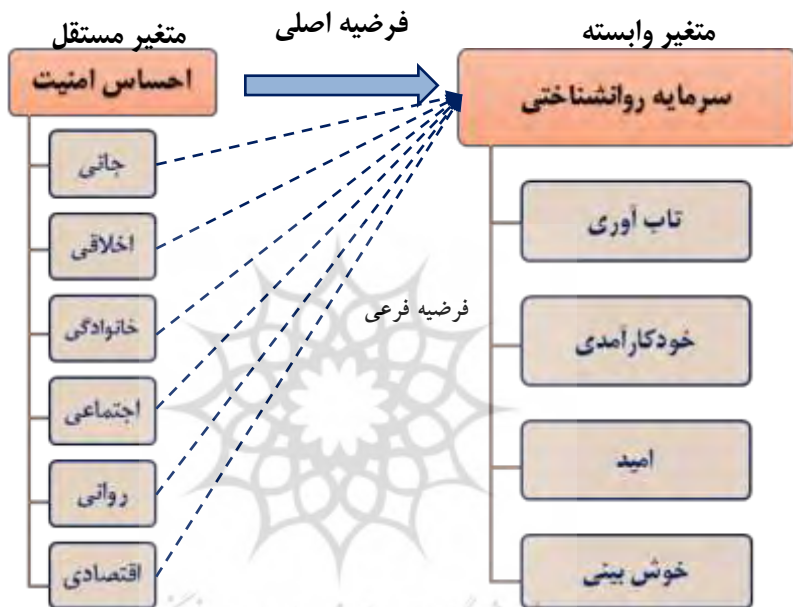 فرضیه اصلی
متغیر مستقل
متغیر وابسته
احساس امنیت
سرمایه روانشناختی
جانی
اخلاقی
خانوادگی
اجتماعی
روانی
اقتصادی
فرضیه فرعی
تاب آوری
خودکارآمدی
امید
خوش بینی